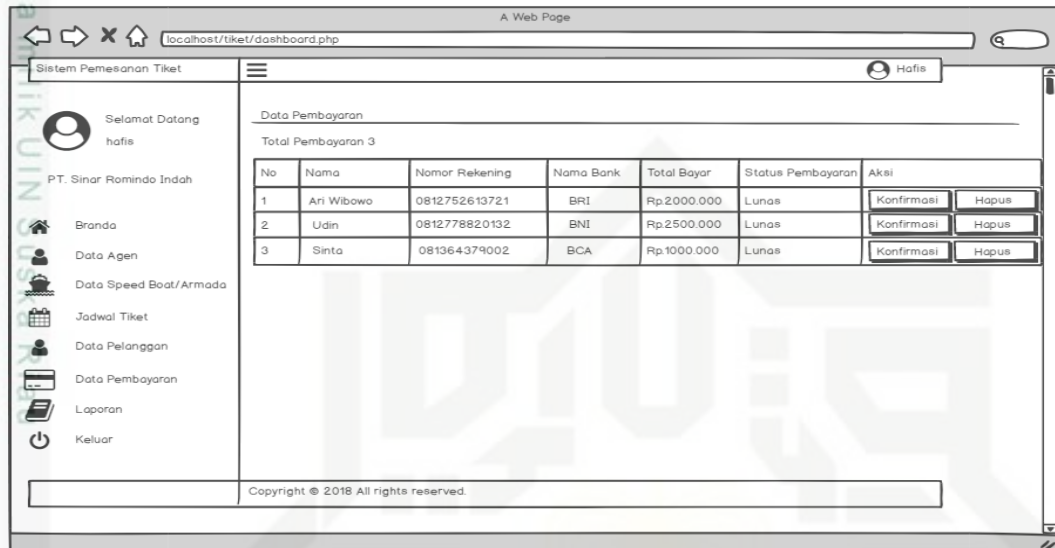 A Web Page
localhost/tiket/dashboard.php
Sistem Pemesanan Tiket
Hafis
Selamat Datang
hafis
PT. Sinar Romindo Indah
Branda
Data Agen
Data Speed Boat/Armada
Jadwal Tiket
Data Pelanggan
Data Pembayaran
Laporan
Keluar
Data Pembayaran
Total Pembayaran 3
No Nama Nomor Rekening Nama Bank Total Bayar Status Pembayaran Aksi
1 Ari Wibowo 0812752613721 BRI Rp.2000.000 Lunas Konfirmasi Hapus
2 Udin 0812778820132 BNI Rp.2500.000 Lunas Konfirmasi Hapus
3 Sinta 081364379002 BCA Rp.1000.000 Lunas Konfirmasi Hapus
Copyright © 2018 All rights reserved.
milik UIN Suska Riau